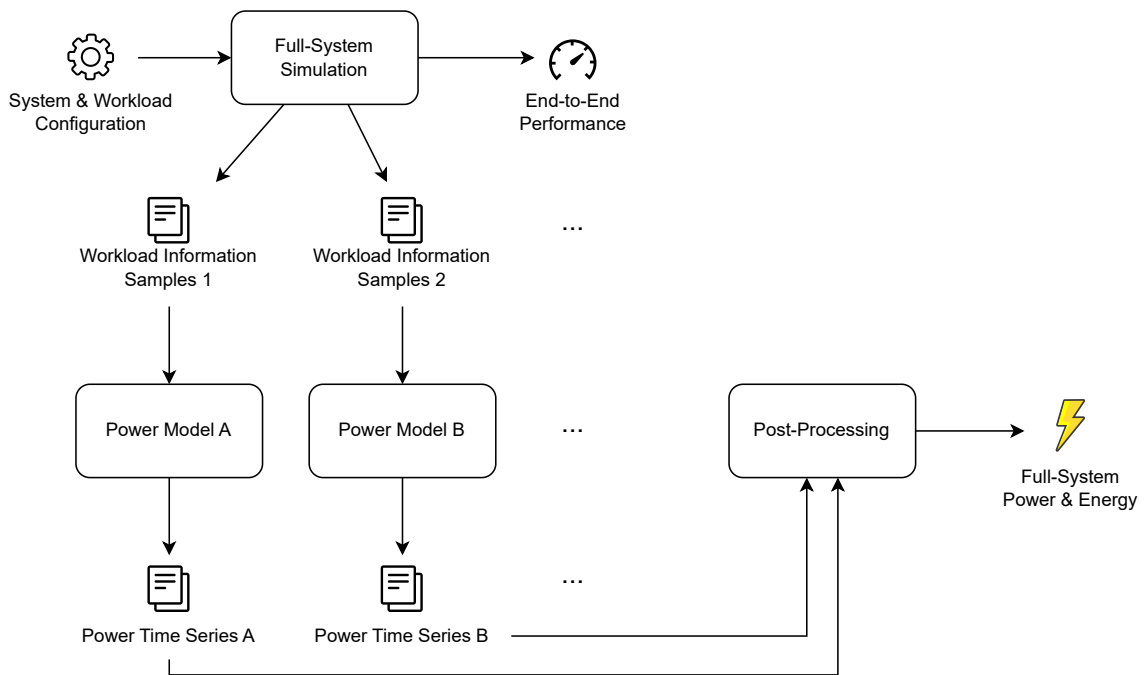 Full-System
Simulation
System & Workload
Configuration
End-to-End
Performance
Workload Information
Samples 1
Workload Information
Samples 2
...
Power Model A
Power Model B
...
Post-Processing
Full-System
Power & Energy
...
Power Time Series A
Power Time Series B